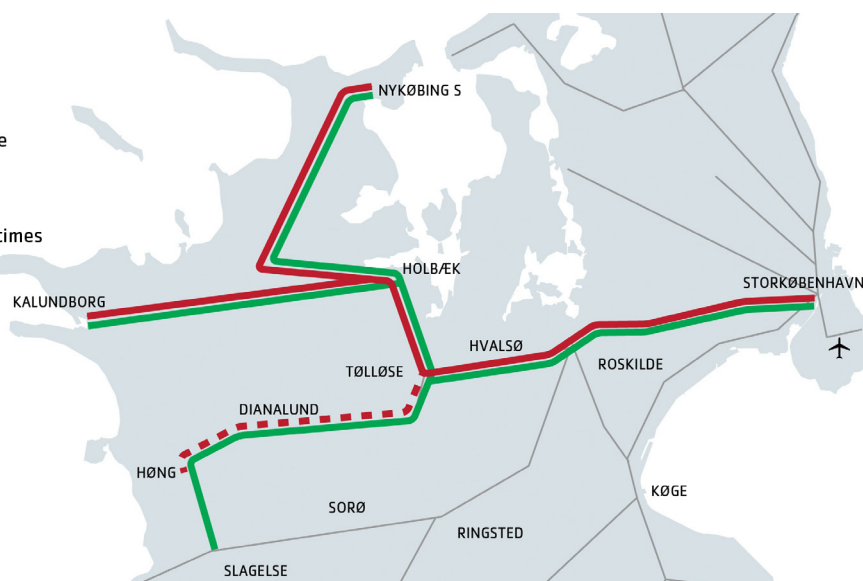 NYKØBING S
e
times
HOLBÆK
STORKØBENHAVN
KALUNDBORG
HVALSØ
TØLLØSE
ROSKILDE
DIANALUND
HØNG
KØGE
SORØ
RINGSTED
SLAGELSE